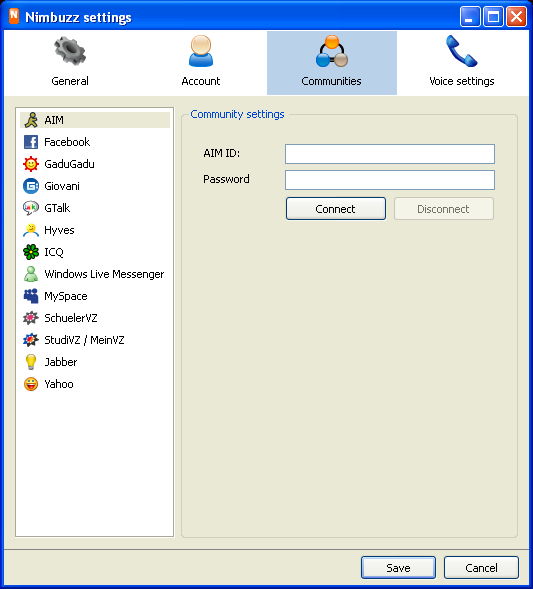 Nimbuzz settings
General
Account
Communities
Voice settings
AIM
Facebook
GaduGadu
Giovani
GTalk
Hyves
ICQ
Windows Live Messenger
MySpace
SchuelerVZ
StudiVZ / MeinVZ
Jabber
Yahoo
Community settings
AIM ID:
Password
Connect
Disconnect
Save
Cancel